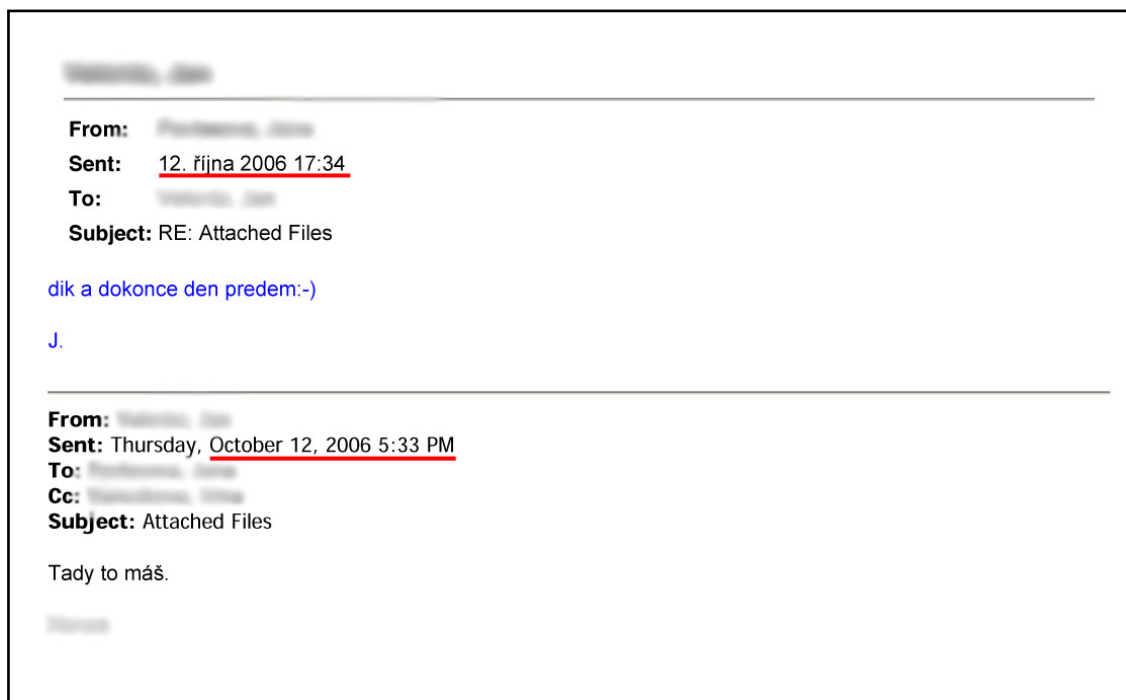 From:
Sent: 12. října 2006 17:34
To:
Subject: RE: Attached Files
dik a dokonce den predem:-)
J.
From:
Sent: Thursday, October 12, 2006 5:33 PM
To:
Cc:
Subject: Attached Files
Tady to máš.